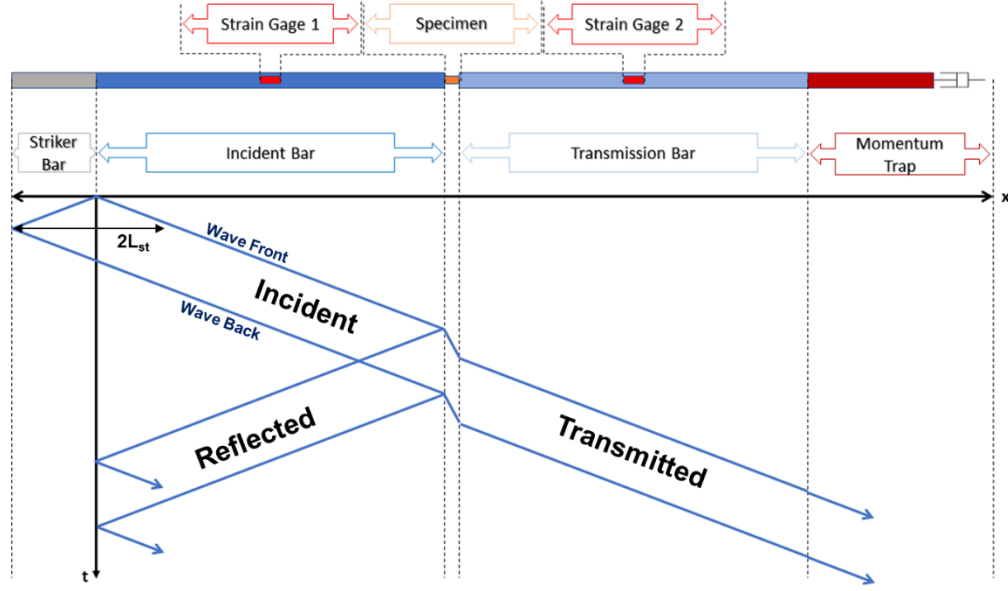 Strain Gage 1
Specimen
Strain Gage 2
Striker
Bar
Incident Bar
Transmission Bar
Momentum
Trap
x
2Lst
Wave Front
Incident
Wave Back
Reflected
Transmitted
t